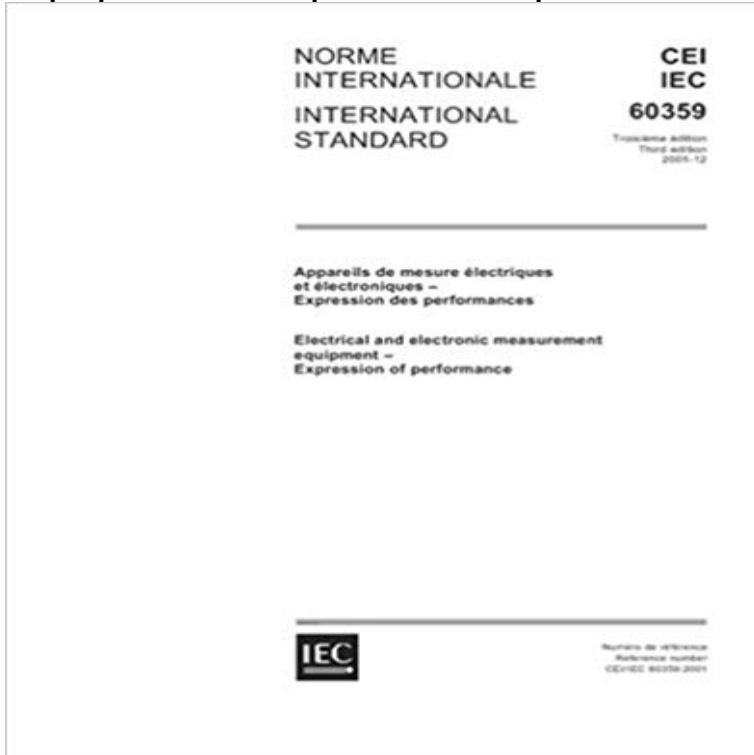 NORME
INTERNATIONALE
CEI
IEC
INTERNATIONAL
STANDARD
60359
Troisième édition
Third edition
2001-12
Appareils de mesure électriques
et électroniques –
Expression des performances
Electrical and electronic measurement
equipment –
Expression of performance
IEC
Numéro de référence
Reference number
CEI/IEC 60359:2001